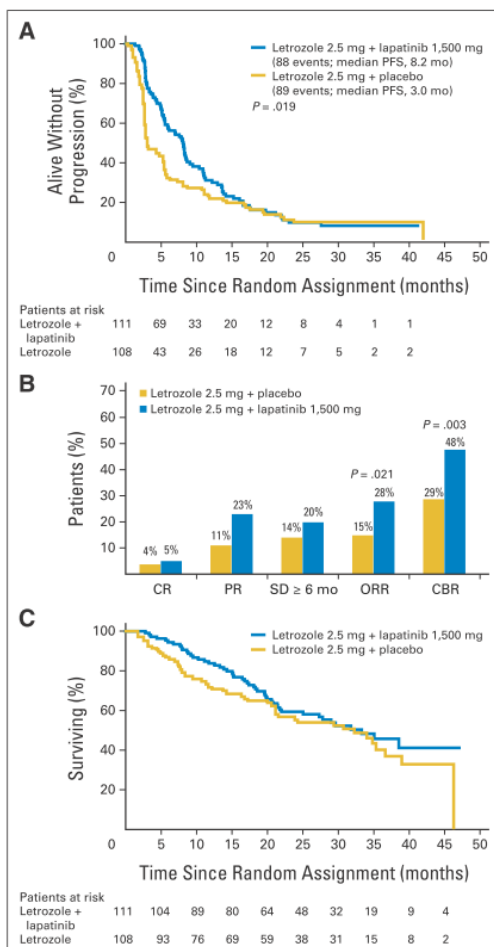 A
100
80
60
40
20
Alive Without
Progression (%)
Letrozole 2.5 mg + lapatinib 1,500 mg
(88 events; median PFS, 8.2 mo)
Letrozole 2.5 mg + placebo
(89 events; median PFS, 3.0 mo)
P = .019
0 5 10 15 20 25 30 35 40 45 50
Time Since Random Assignment (months)
Patients at risk
Letrozole + 111 69 33 20 12 8 4 1 1
lapatinib
Letrozole 108 43 26 18 12 7 5 2 2
B
70
60
50
40
30
20
10
Patients (%)
Letrozole 2.5 mg + placebo
Letrozole 2.5 mg + lapatinib 1,500 mg
P = .003
48%
P = .021
4% 5% 11% 23% 14% 20% 15% 28% 29%
CR PR SD ≥ 6 mo ORR CBR
C
100
80
60
40
20
Surviving (%)
Letrozole 2.5 mg + lapatinib 1,500 mg
Letrozole 2.5 mg + placebo
0 5 10 15 20 25 30 35 40 45 50
Time Since Random Assignment (months)
Patients at risk
Letrozole + 111 104 89 80 64 48 32 19 9 4
lapatinib
Letrozole 108 93 76 69 59 38 31 15 8 2